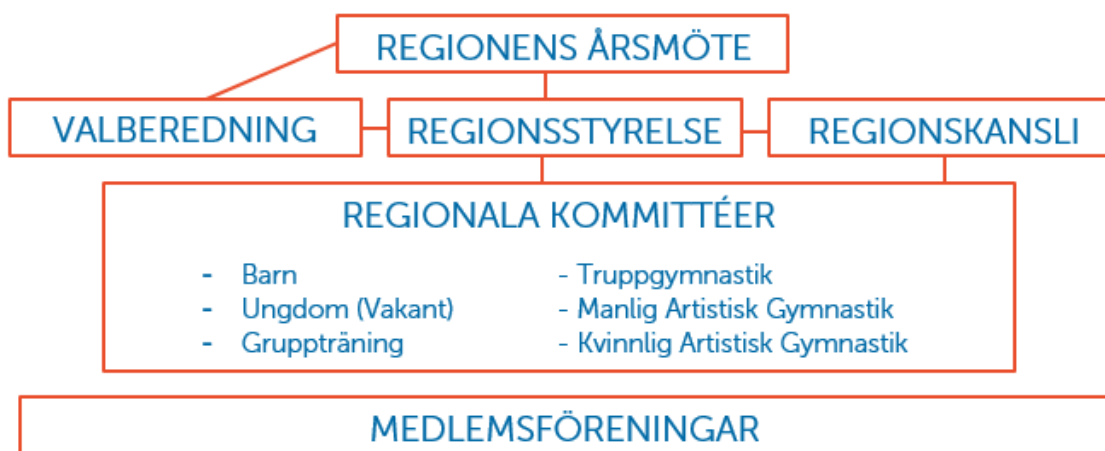 REGIONENS ÅRSMÖTE
VALBEREDNING
REGIONSSTYRELSE
REGIONSKANSLI
REGIONALA KOMMITTÉER
- Barn
- Ungdom (Vakant)
- Gruppträning
- Truppgymnastik
- Manlig Artistisk Gymnastik
- Kvinnlig Artistisk Gymnastik
MEDLEMSFÖRENINGAR